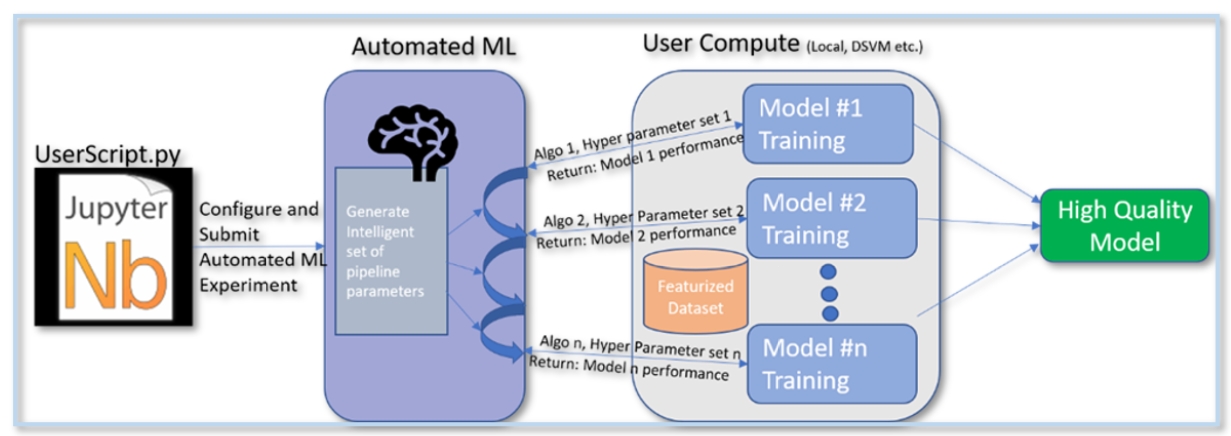 Automated ML
User Compute (Local, DSVM etc.)
UserScript.py
Jupyter
Nb
Configure and
Submit
Automated ML
Experiment
Generate
Intelligent
set of
pipeline
parameters
Algo 1, Hyper parameter set 1
Return: Model 1 performance
Algo 2, Hyper Parameter set 2
Return: Model 2 performance
Algo n, Hyper Parameter set n
Return: Model n performance
Model #1
Training
Model #2
Training
Featurized
Dataset
Model #n
Training
High Quality
Model